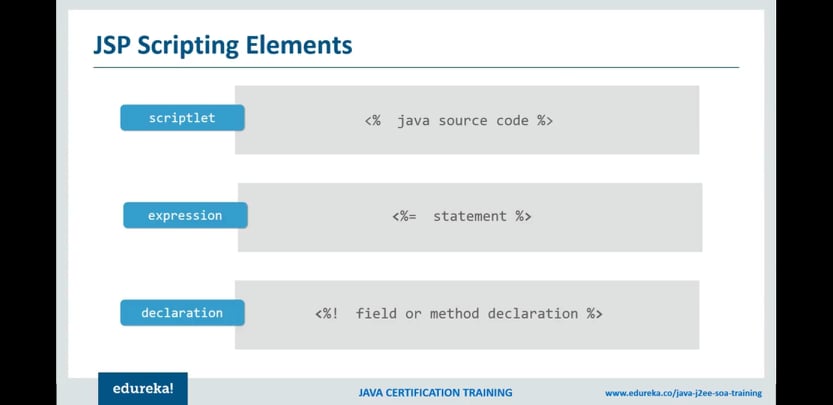 JSP Scripting Elements
scriptlet
<%  java source code %>
expression
<%=  statement %>
declaration
<%!  field or method declaration %>
edureka!
JAVA CERTIFICATION TRAINING
www.edureka.co/java-j2ee-soa-training